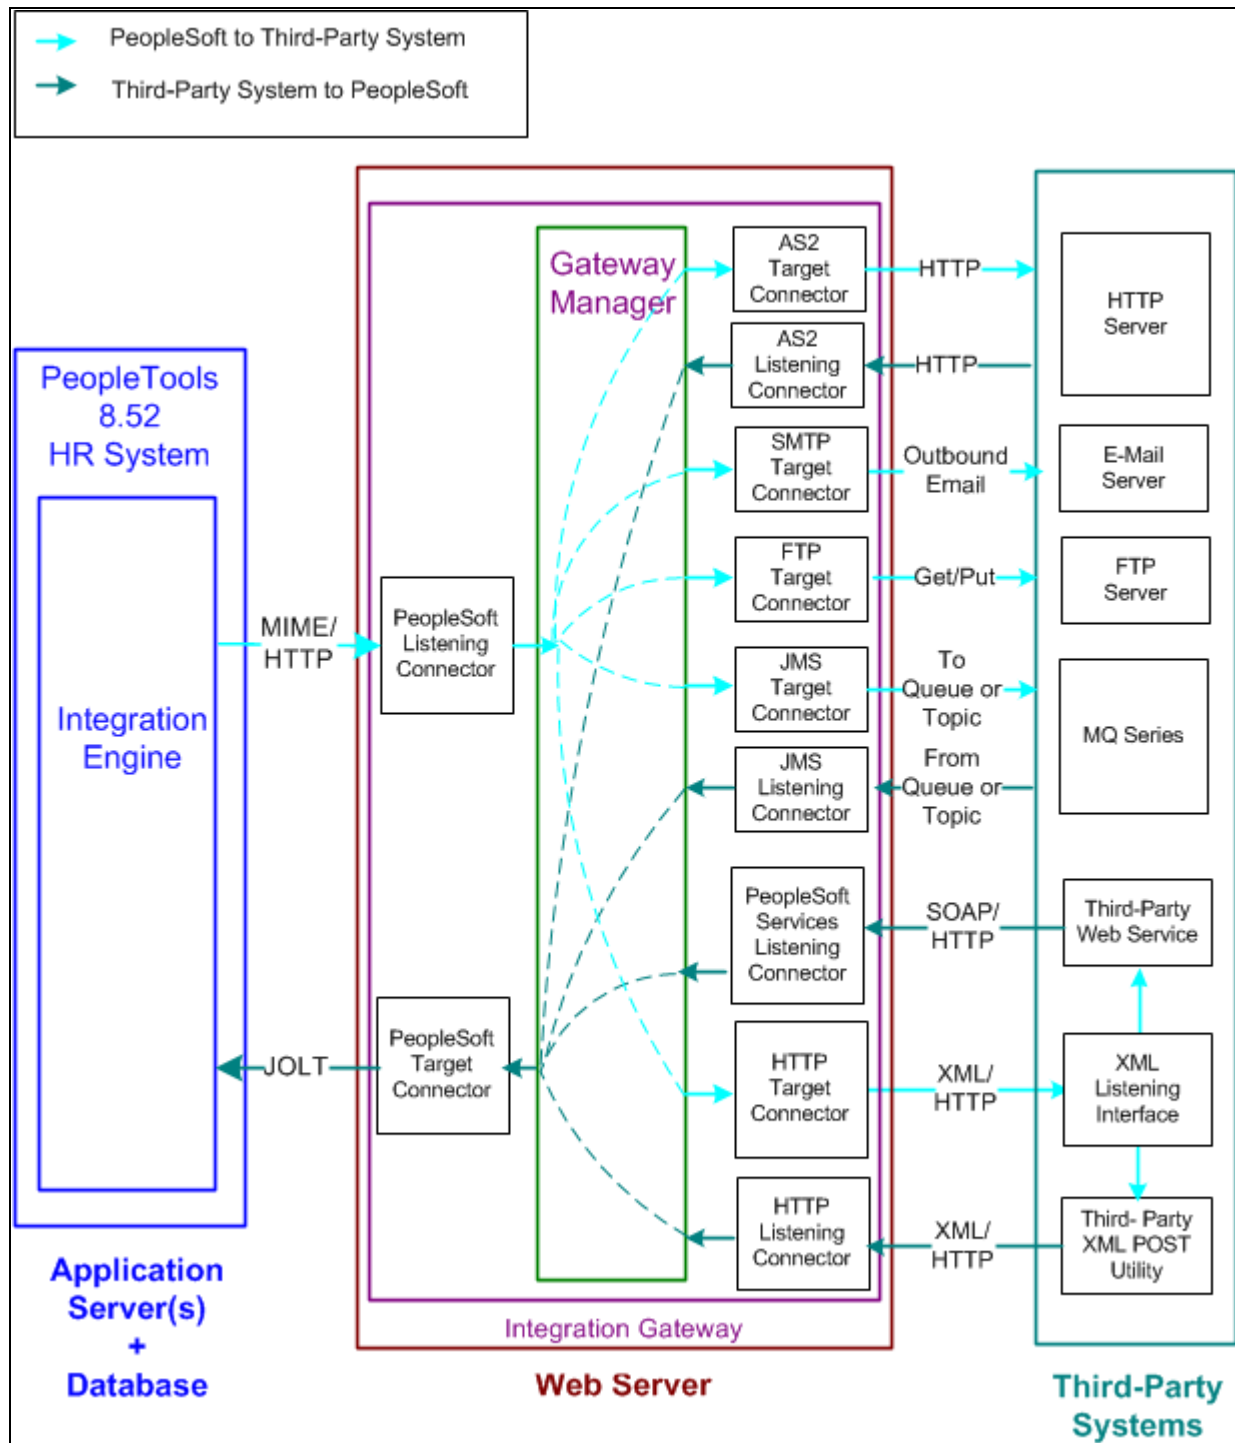 PeopleSoft to Third-Party System
Third-Party System to PeopleSoft
PeopleTools
8.52
HR System
Integration
Engine
Application
Server(s)
+
Database
MIME/
HTTP
JOLT
PeopleSoft
Listening
Connector
PeopleSoft
Target
Connector
Gateway
Manager
AS2
Target
Connector
AS2
Listening
Connector
SMTP
Target
Connector
FTP
Target
Connector
JMS
Target
Connector
JMS
Listening
Connector
PeopleSoft
Services
Listening
Connector
HTTP
Target
Connector
HTTP
Listening
Connector
Integration Gateway
Web Server
HTTP
HTTP
Outbound
Email
Get/Put
To
Queue or
Topic
From
Queue or
Topic
SOAP/
HTTP
XML/
HTTP
XML/
HTTP
HTTP
Server
E-Mail
Server
FTP
Server
MQ Series
Third-Party
Web Service
XML
Listening
Interface
Third- Party
XML POST
Utility
Third-Party
Systems